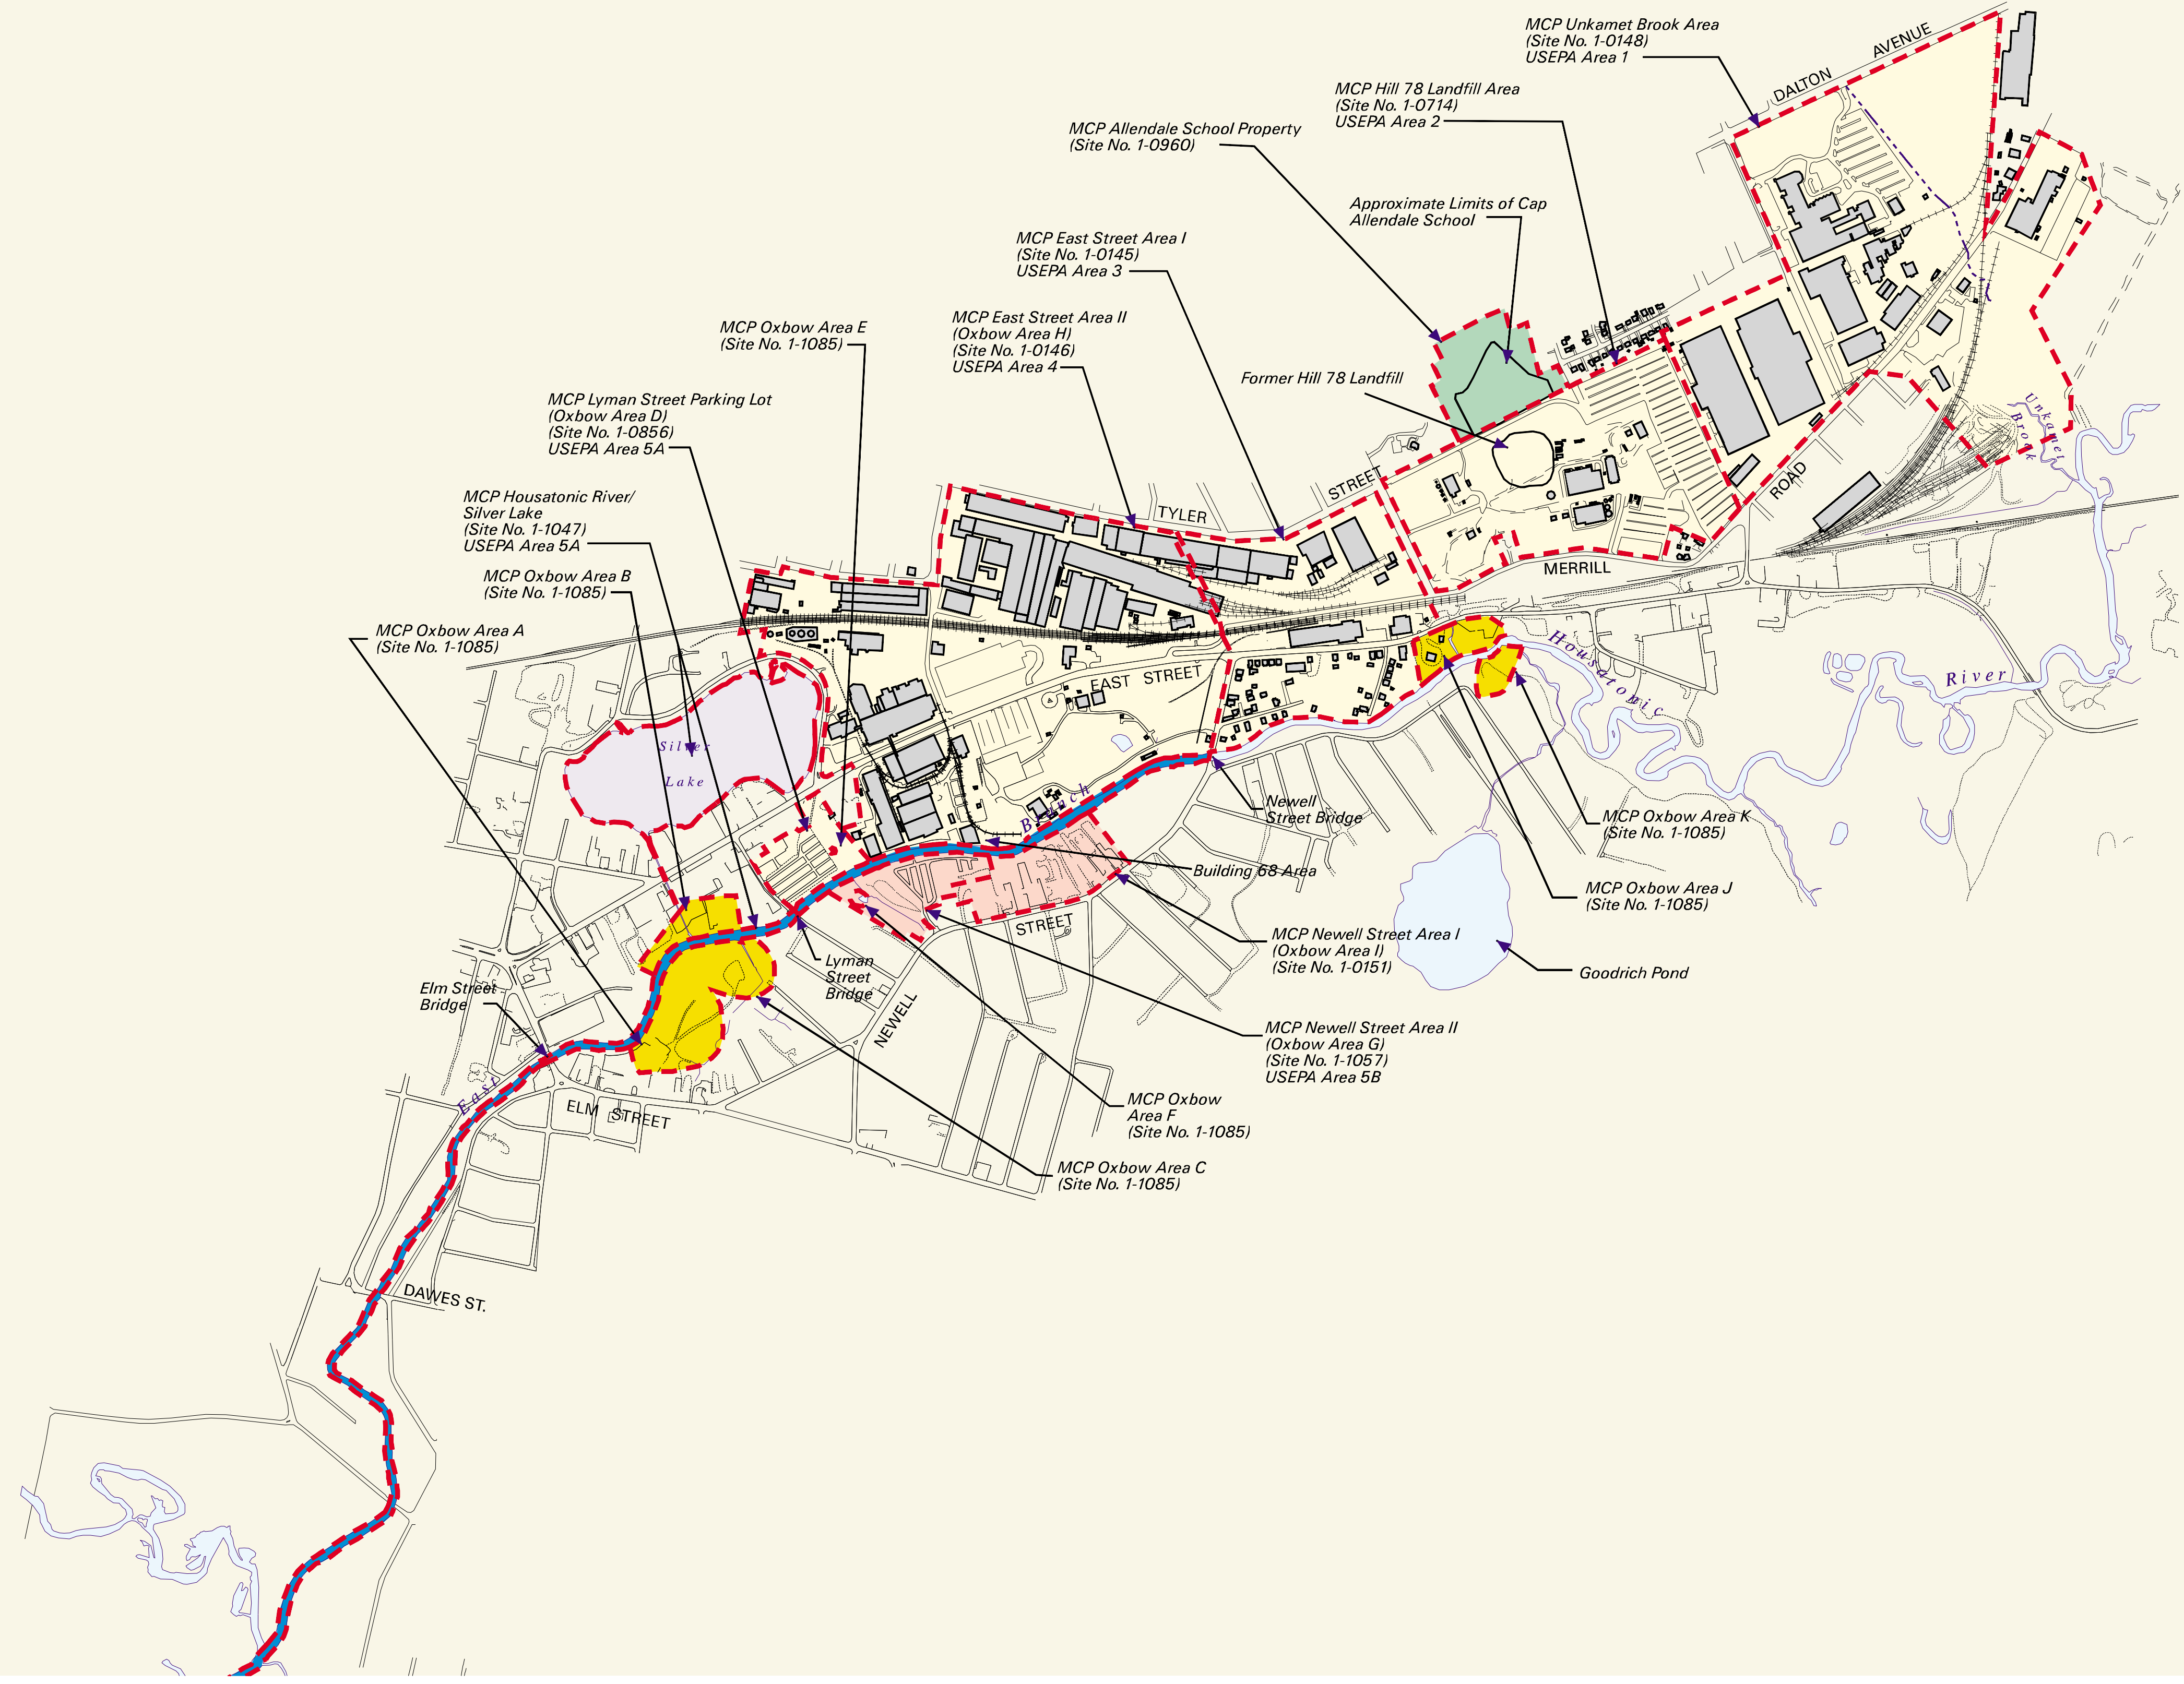 MCP Unkamet Brook Area
(Site No. 1-0148)
USEPA Area 1
DALTON AVENUE
MCP Hill 78 Landfill Area
(Site No. 1-0714)
USEPA Area 2
MCP Allendale School Property
(Site No. 1-0960)
Approximate Limits of Cap
Allendale School
MCP East Street Area I
(Site No. 1-0145)
USEPA Area 3
MCP East Street Area II
(Oxbow Area H)
(Site No. 1-0146)
USEPA Area 4
MCP Oxbow Area E
(Site No. 1-1085)
Former Hill 78 Landfill
MCP Lyman Street Parking Lot
(Oxbow Area D)
(Site No. 1-0856)
USEPA Area 5A
Unkamet
Brook
MCP Housatonic River/
Silver Lake
(Site No. 1-1047)
USEPA Area 5A
TYLER STREET
MERRILL ROAD
MCP Oxbow Area B
(Site No. 1-1085)
MCP Oxbow Area A
(Site No. 1-1085)
EAST STREET
Housatonic River
Silver
Lake
Branch
Newell
Street Bridge
MCP Oxbow Area K
(Site No. 1-1085)
Building 68 Area
MCP Oxbow Area J
(Site No. 1-1085)
STREET
NEWELL
MCP Newell Street Area I
(Oxbow Area I)
(Site No. 1-0151)
Lyman
Street
Bridge
Goodrich Pond
Elm Street
Bridge
MCP Newell Street Area II
(Oxbow Area G)
(Site No. 1-1057)
USEPA Area 5B
East
ELM STREET
MCP Oxbow
Area F
(Site No. 1-1085)
MCP Oxbow Area C
(Site No. 1-1085)
DAWES ST.